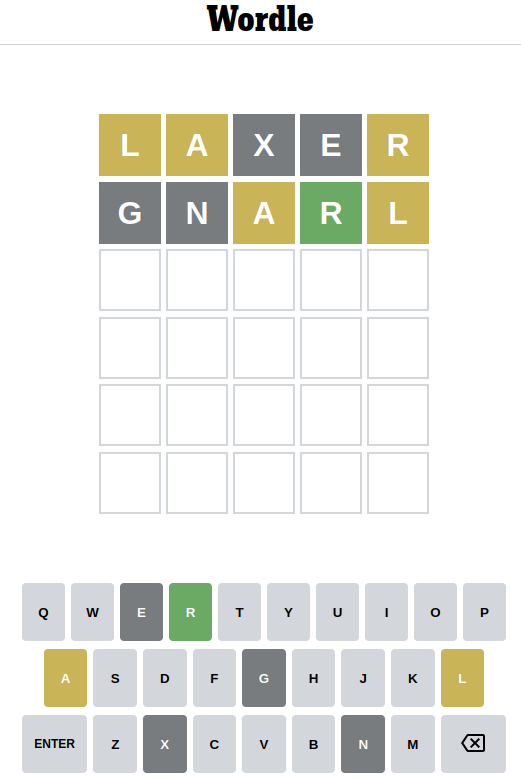 Wordle
L A X E R
G N A R L
Q W E R T Y U I O P
A S D F G H J K L
ENTER Z X C V B N M